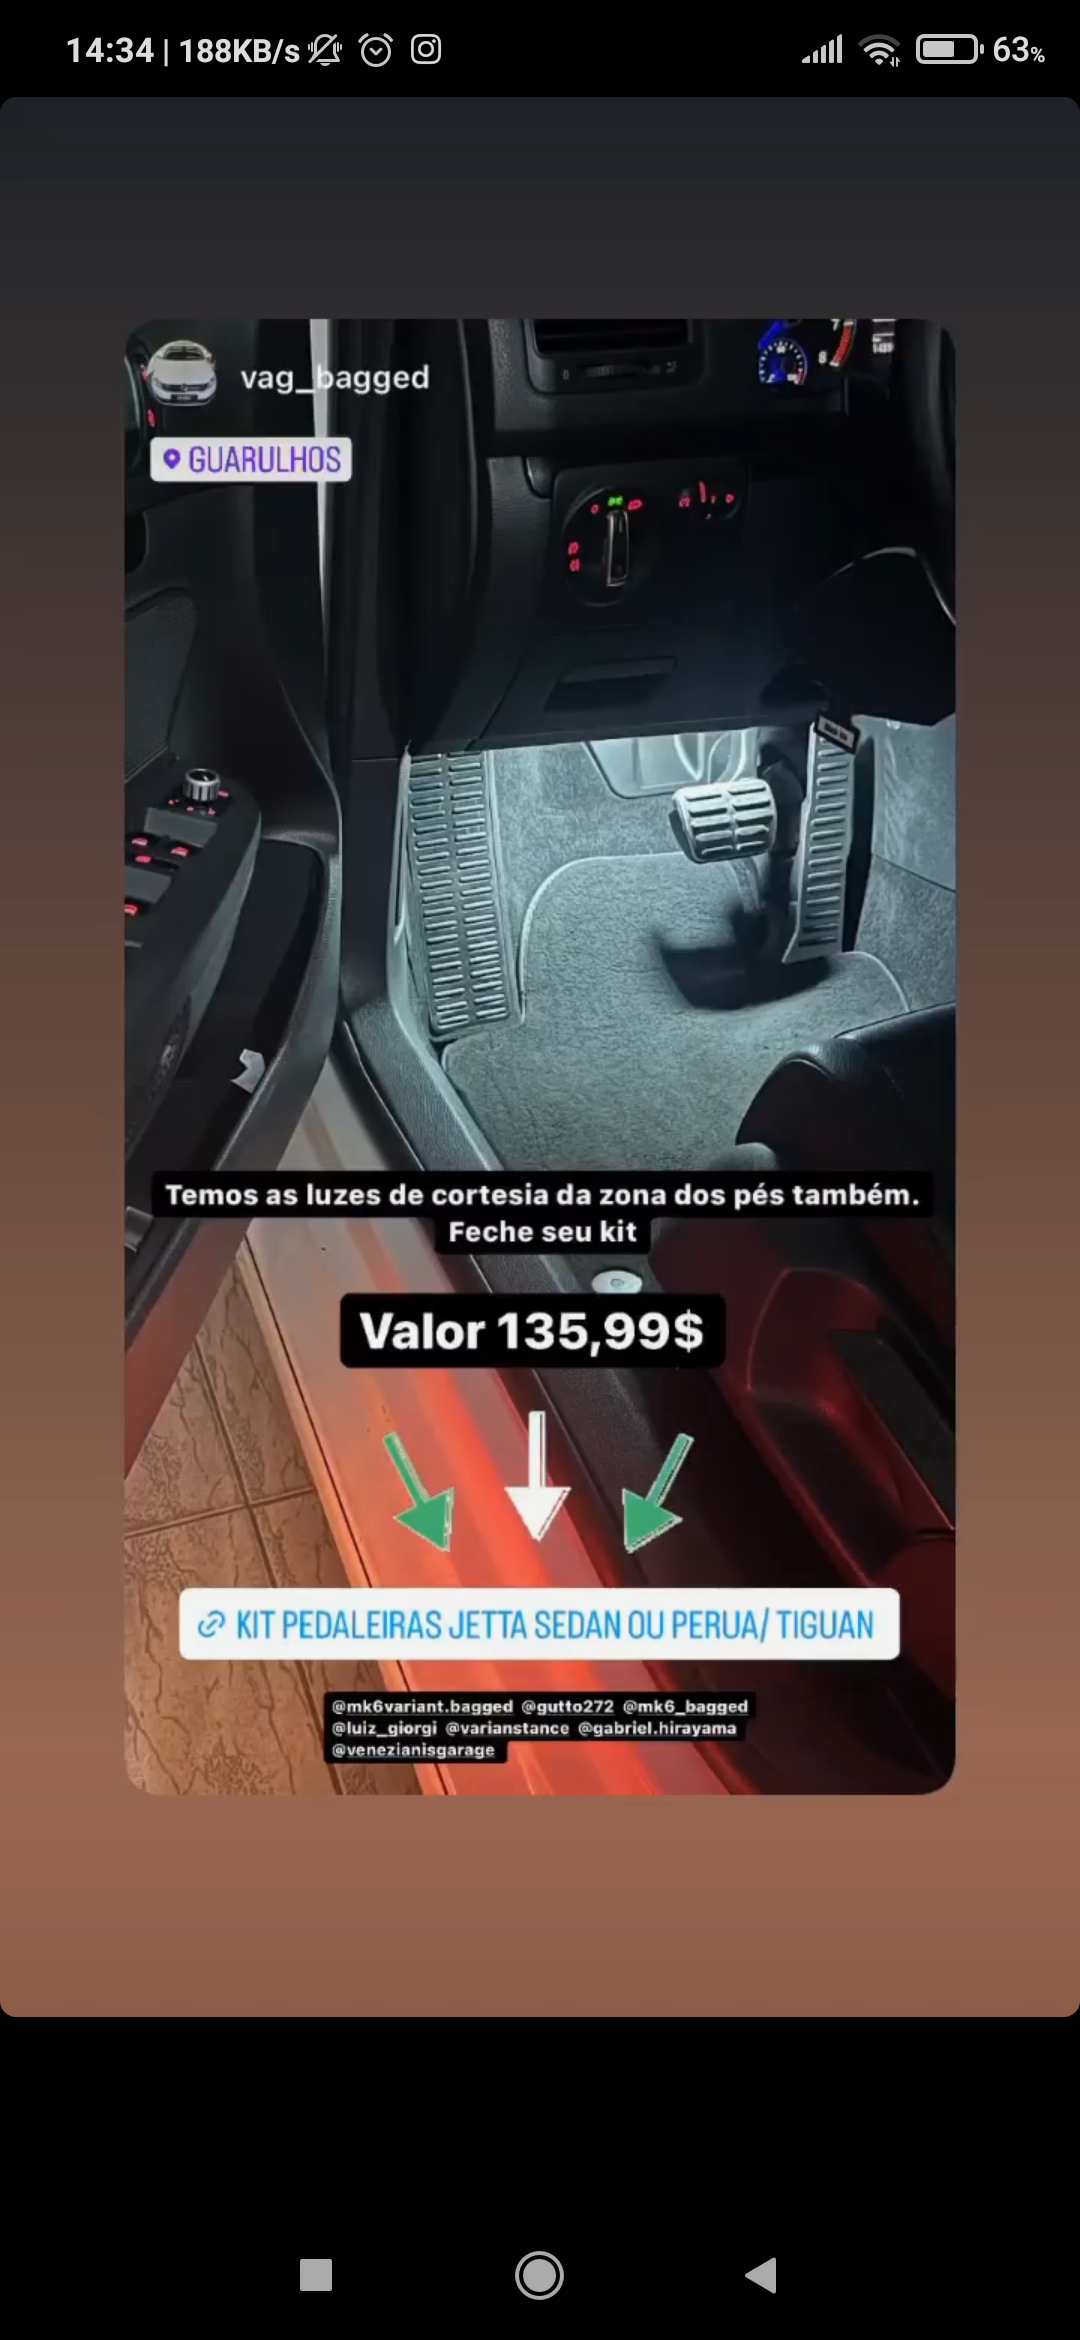 14:34 | 188KB/s
63%
vag_bagged
GUARULHOS
Temos as luzes de cortesia da zona dos pés também.
Feche seu kit
Valor 135,99$
KIT PEDALEIRAS JETTA SEDAN OU PERUA/ TIGUAN
@mk6variant.bagged @gutto272 @mk6_bagged
@luiz_giorgi @varianstance @gabriel.hirayama
@venezianisgarage